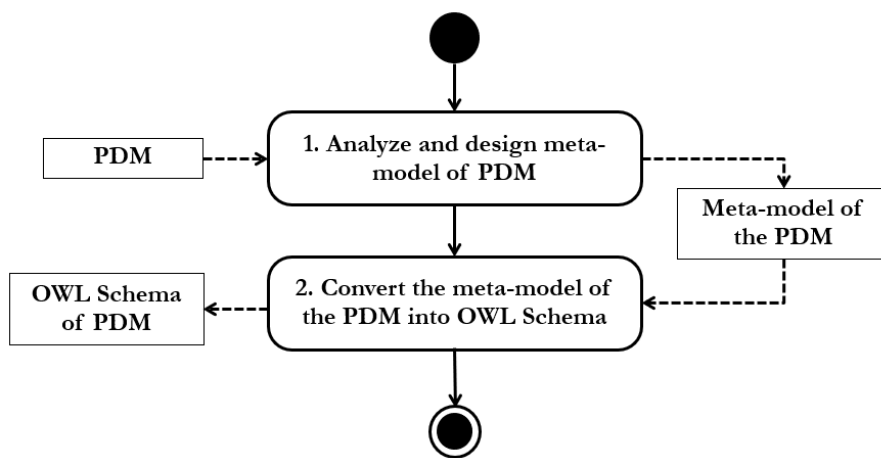 PDM
1. Analyze and design meta-
model of PDM
Meta-model of
the PDM
OWL Schema
of PDM
2. Convert the meta-model of
the PDM into OWL Schema